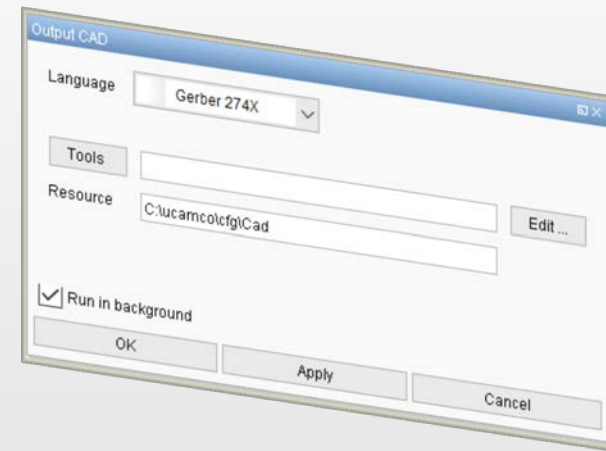 Output CAD
Language
Gerber 274X
Tools
Edit ...
Resource
C:\ucamco\cfg\Cad
Run in background
OK
Apply
Cancel